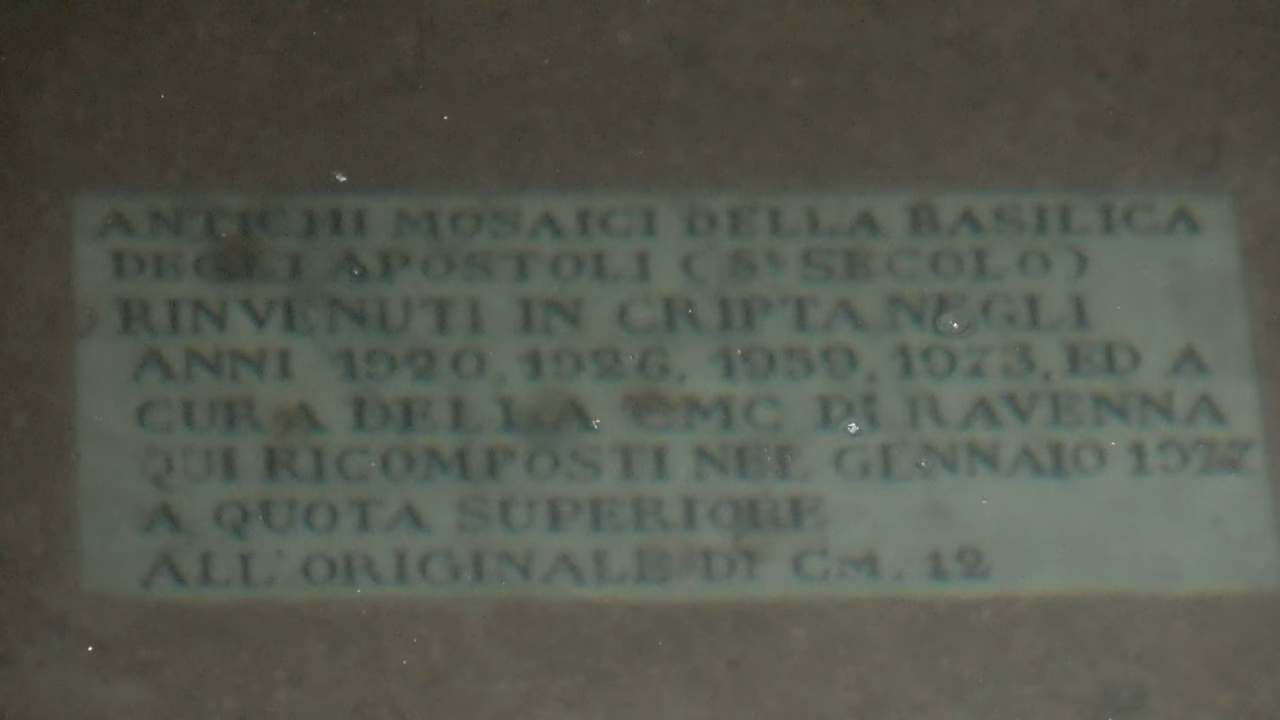 ANTICHI MOSAICI DELLA BASILICA
DEGLI APOSTOLI (5° SECOLO)
RINVENUTI IN CRIPTA NEGLI
ANNI 1920, 1926, 1959, 1973, ED A
CURA DELLA CMC DI RAVENNA
QUI RICOMPOSTI NEL GENNAIO 1977
A QUOTA SUPERIORE
ALL'ORIGINALE DI CM. 12